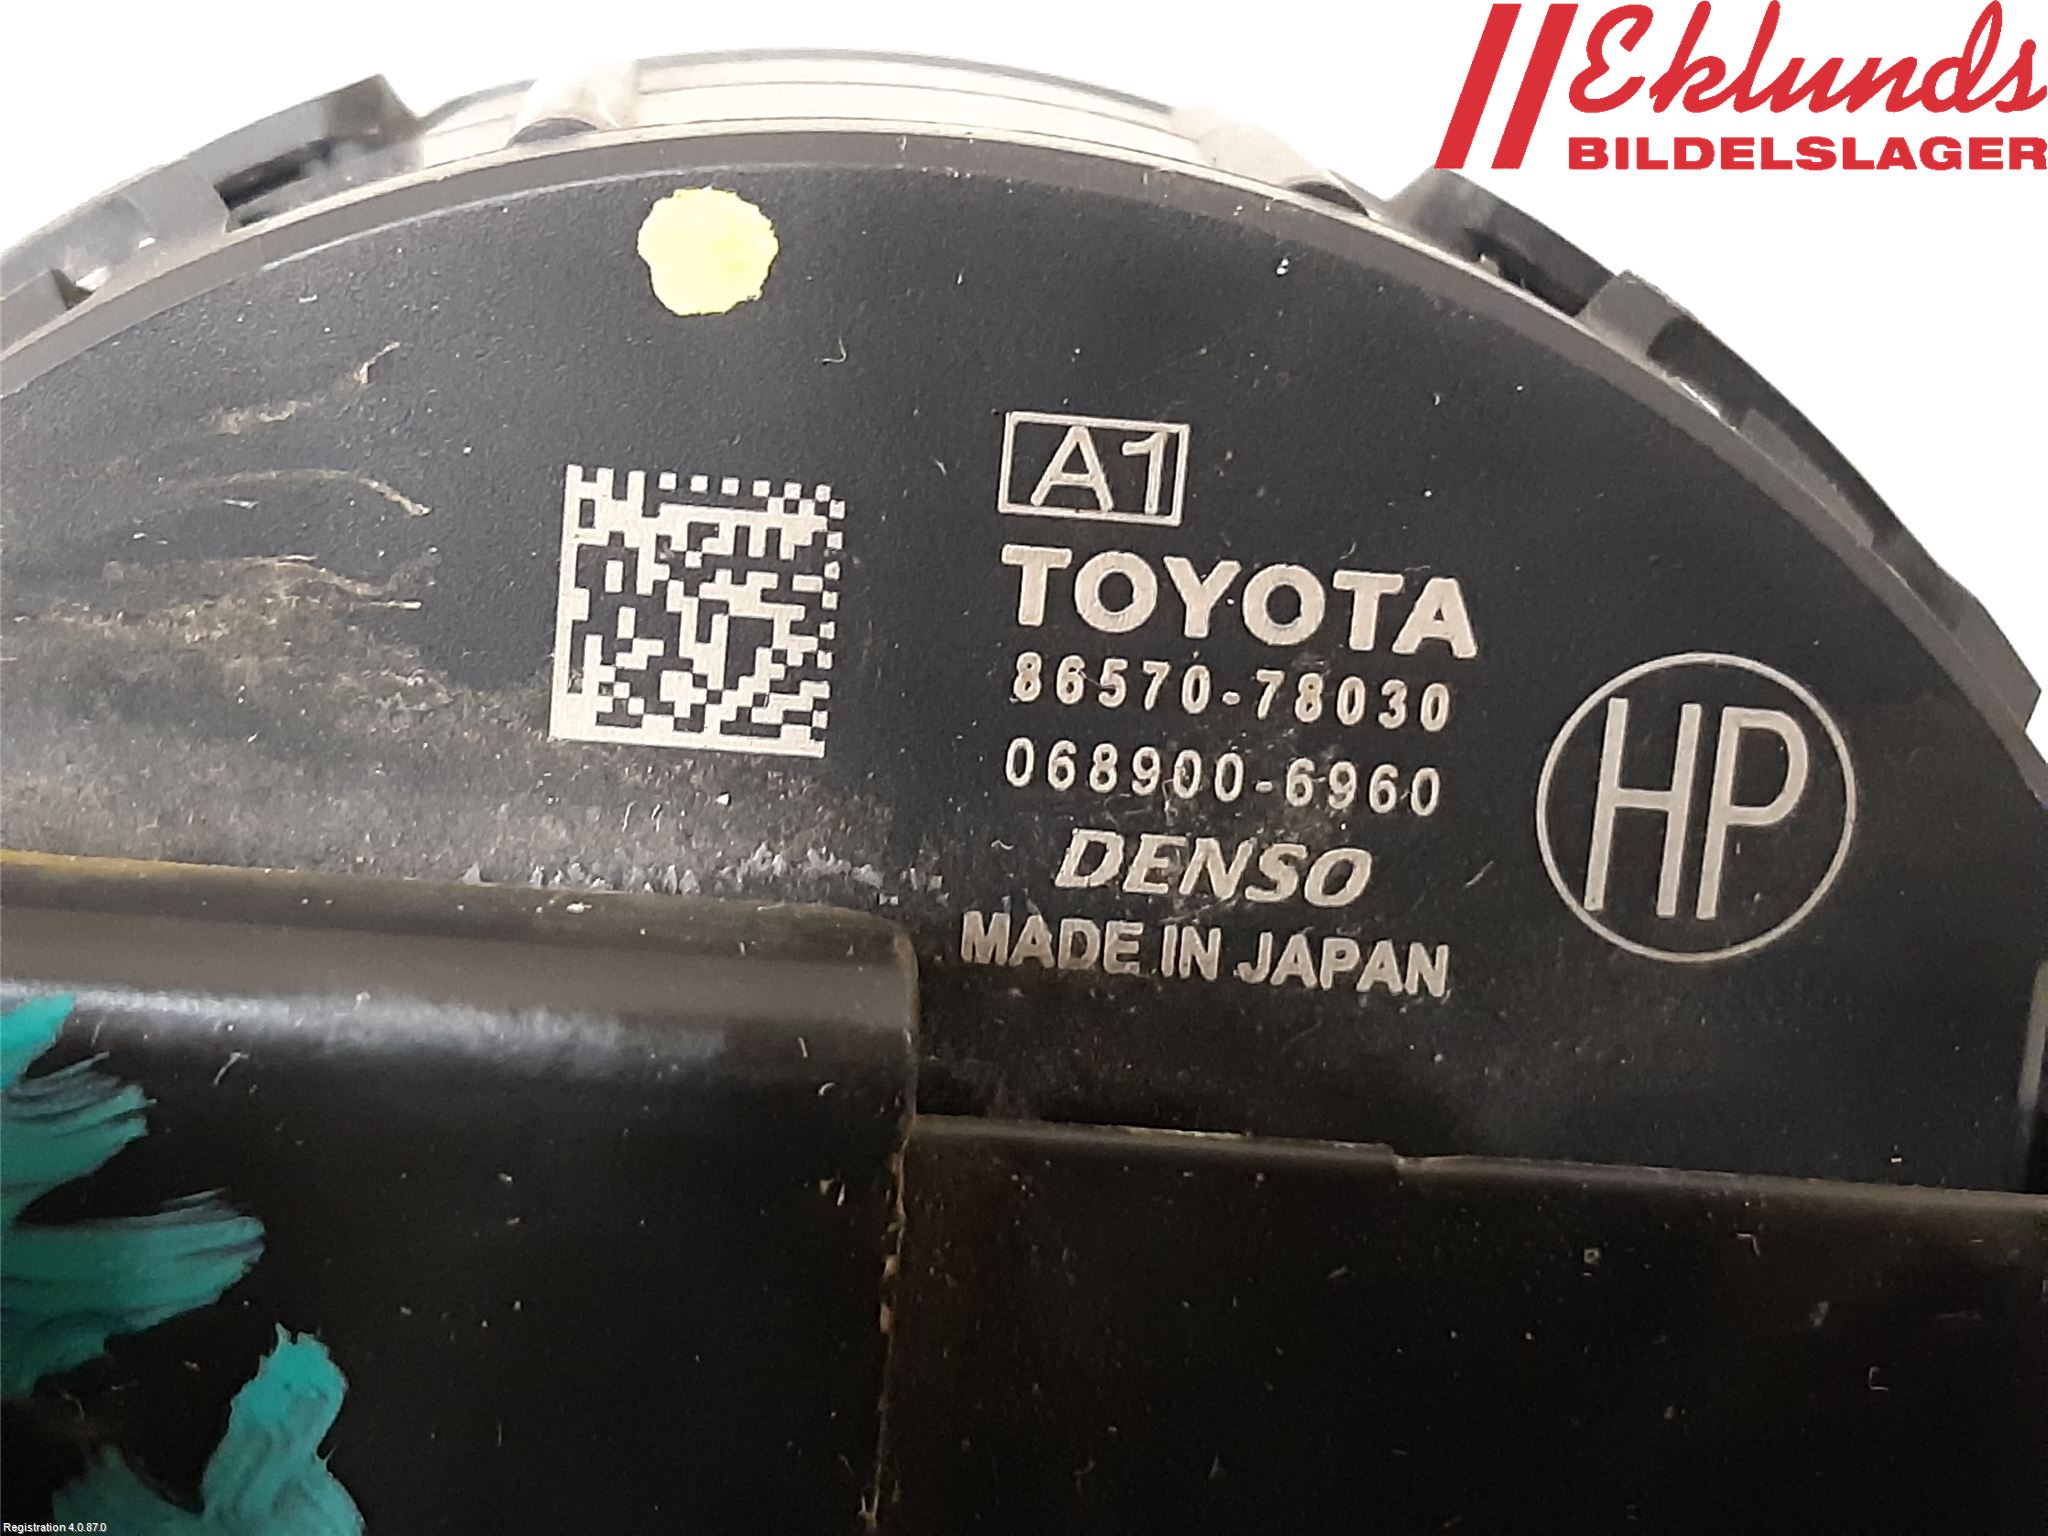 Eklunds
BILDELSLAGER
A1
TOYOTA
86570-78030
068900-6960
DENSO
MADE IN JAPAN
HP
Registration 4.0.87.0